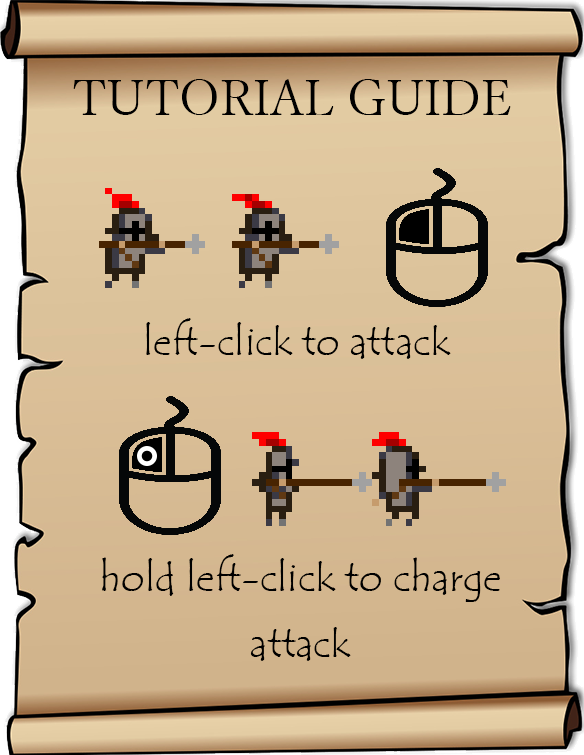 TUTORIAL GUIDE
left-click to attack
hold left-click to charge
attack